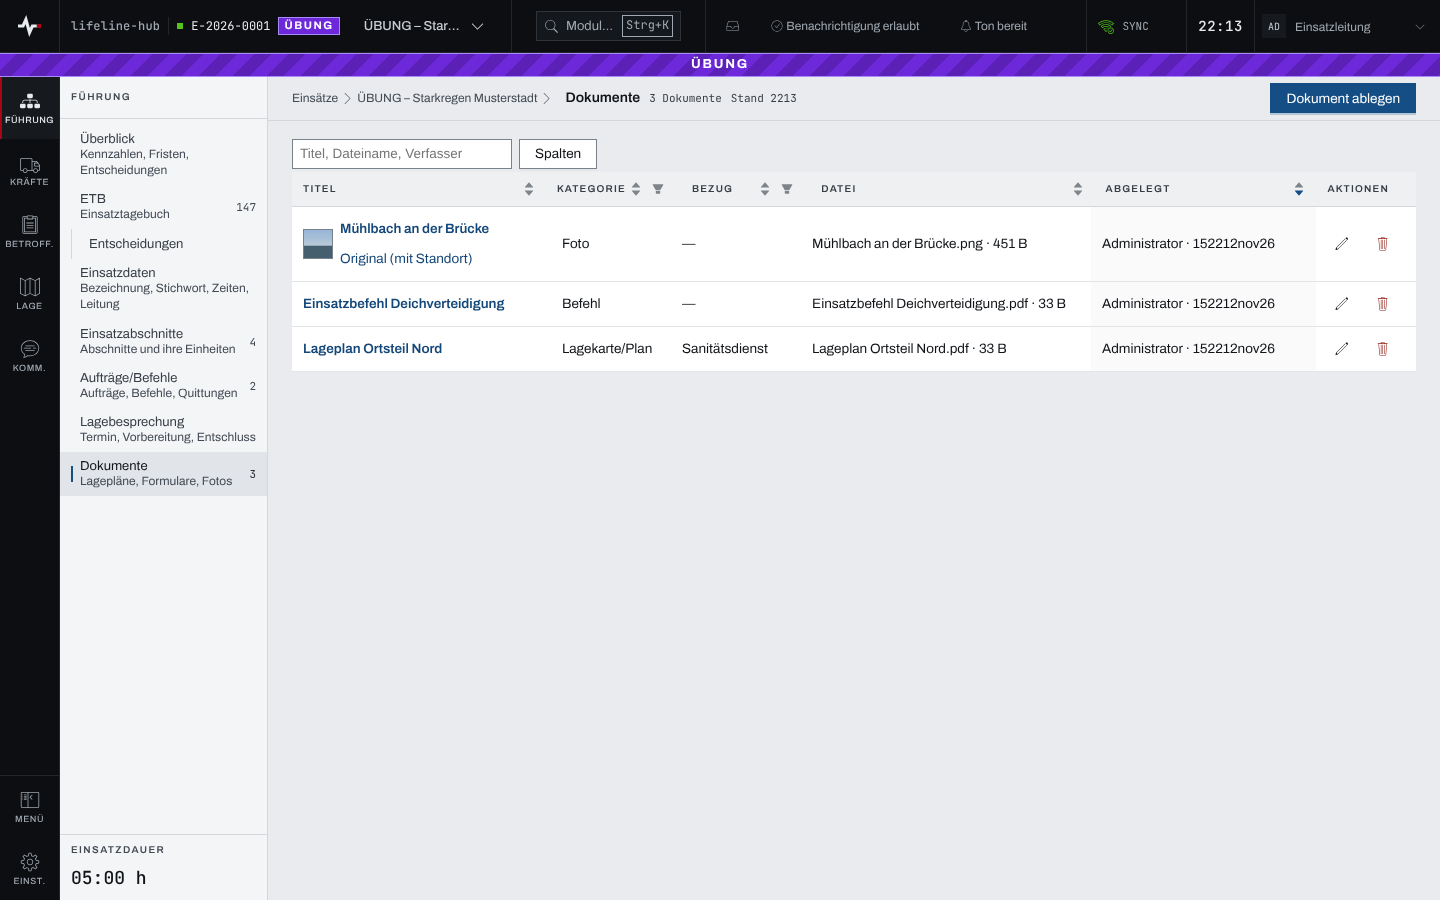 lifeline-hub E-2026-0001 ÜBUNG ÜBUNG – Star... Modul... Strg+K Benachrichtigung erlaubt Ton bereit SYNC 22:13 AD Einsatzleitung
ÜBUNG
FÜHRUNG
KRÄFTE
BETROFF.
LAGE
KOMM.
MENÜ
EINST.
FÜHRUNG
Überblick
Kennzahlen, Fristen,
Entscheidungen
ETB
Einsatztagebuch
147
Entscheidungen
Einsatzdaten
Bezeichnung, Stichwort, Zeiten,
Leitung
Einsatzabschnitte
Abschnitte und ihre Einheiten
4
Aufträge/Befehle
Aufträge, Befehle, Quittungen
2
Lagebesprechung
Termin, Vorbereitung, Entschluss
Dokumente
Lagepläne, Formulare, Fotos
3
EINSATZDAUER
05:00 h
Einsätze ÜBUNG – Starkregen Musterstadt Dokumente 3 Dokumente Stand 2213
Dokument ablegen
Titel, Dateiname, Verfasser
Spalten
TITEL KATEGORIE BEZUG DATEI ABGELEGT AKTIONEN
Mühlbach an der Brücke
Original (mit Standort)
Foto — Mühlbach an der Brücke.png · 451 B Administrator · 152212nov26
Einsatzbefehl Deichverteidigung Befehl — Einsatzbefehl Deichverteidigung.pdf · 33 B Administrator · 152212nov26
Lageplan Ortsteil Nord Lagekarte/Plan Sanitätsdienst Lageplan Ortsteil Nord.pdf · 33 B Administrator · 152212nov26